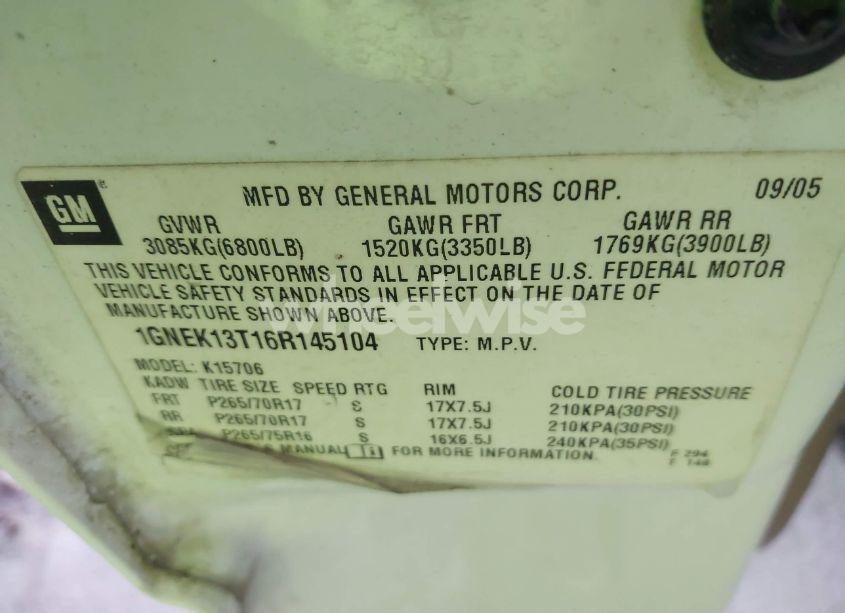 GM
MFD BY GENERAL MOTORS CORP. 09/05
GVWR GAWR FRT GAWR RR
3085KG(6800LB) 1520KG(3350LB) 1769KG(3900LB)
THIS VEHICLE CONFORMS TO ALL APPLICABLE U.S. FEDERAL MOTOR
VEHICLE SAFETY STANDARDS IN EFFECT ON THE DATE OF
MANUFACTURE SHOWN ABOVE.
wheelwise
1GNEK13T16R145104 TYPE: M.P.V.
MODEL: K15706
KADW TIRE SIZE SPEED RTG RIM COLD TIRE PRESSURE
FRT P265/70R17 S 17X7.5J 210KPA(30PSI)
RR P265/70R17 S 17X7.5J 210KPA(30PSI)
P265/75R16 S 16X6.5J 240KPA(35PSI)
MANUAL FOR MORE INFORMATION.
F 294
F 148